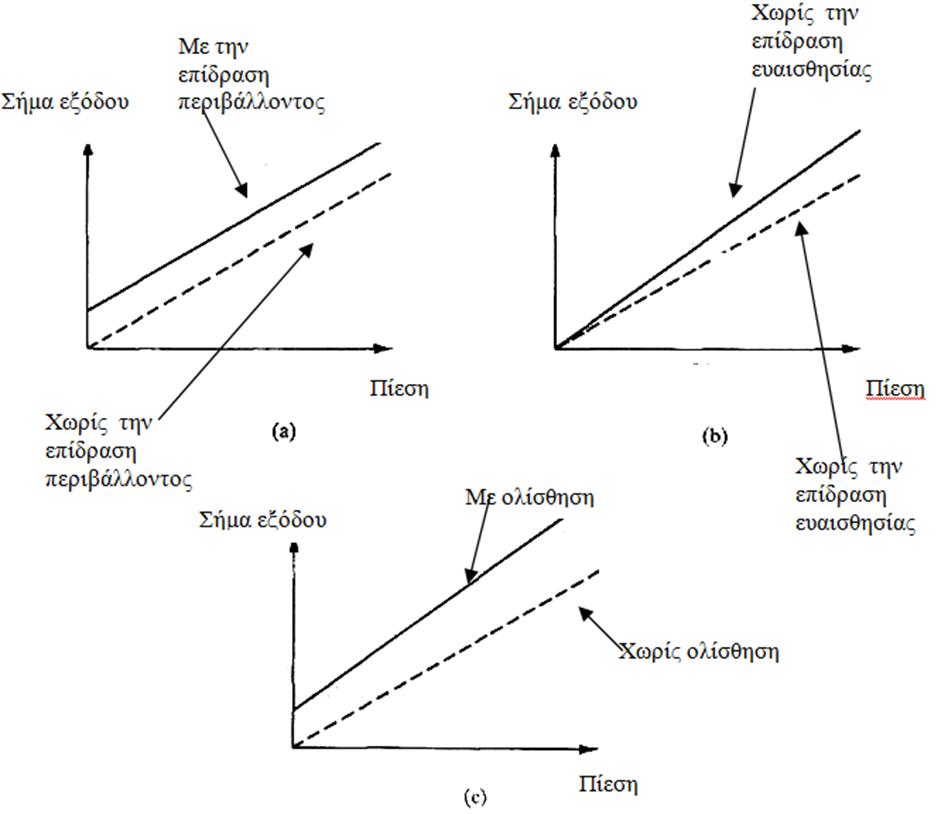 Με την
επίδραση
περιβάλλοντος
Σήμα εξόδου
Πίεση
Χωρίς την
επίδραση
περιβάλλοντος
(a)
Χωρίς την
επίδραση
ευαισθησίας
Σήμα εξόδου
Πίεση
(b)
Χωρίς την
επίδραση
ευαισθησίας
Με ολίσθηση
Σήμα εξόδου
Χωρίς ολίσθηση
Πίεση
(c)